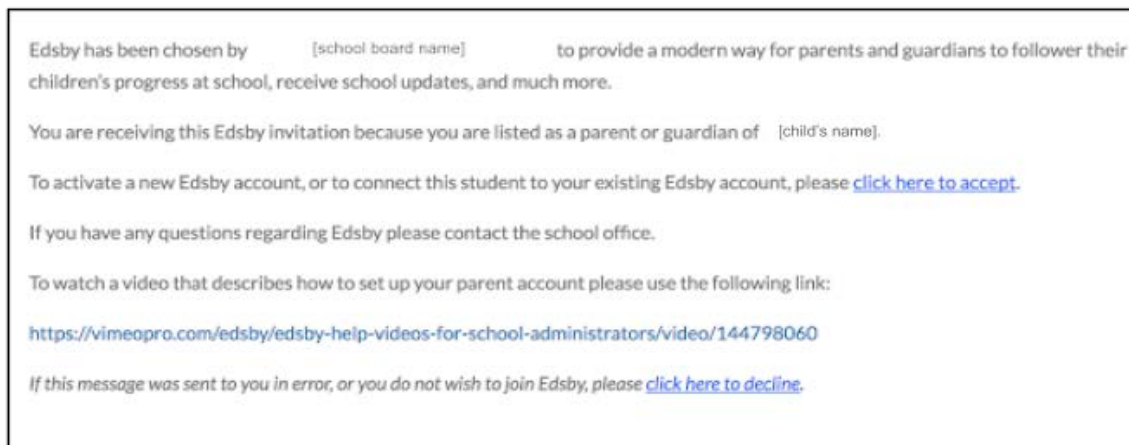 Edsby has been chosen by [school board name] to provide a modern way for parents and guardians to follower their
children's progress at school, receive school updates, and much more.
You are receiving this Edsby invitation because you are listed as a parent or guardian of [child's name].
To activate a new Edsby account, or to connect this student to your existing Edsby account, please click here to accept.
If you have any questions regarding Edsby please contact the school office.
To watch a video that describes how to set up your parent account please use the following link:
https://vimeopro.com/edsby/edsby-help-videos-for-school-administrators/video/144798060
If this message was sent to you in error, or you do not wish to join Edsby, please click here to decline.